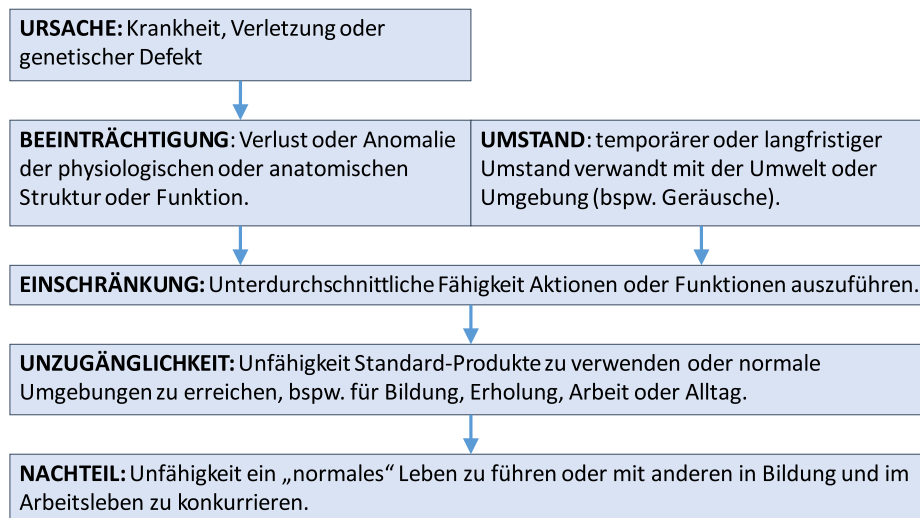 URSACHE: Krankheit, Verletzung oder
genetischer Defekt
BEEINTRÄCHTIGUNG: Verlust oder Anomalie
der physiologischen oder anatomischen
Struktur oder Funktion.
UMSTAND: temporärer oder langfristiger
Umstand verwandt mit der Umwelt oder
Umgebung (bspw. Geräusche).
EINSCHRÄNKUNG: Unterdurchschnittliche Fähigkeit Aktionen oder Funktionen auszuführen.
UNZUGÄNGLICHKEIT: Unfähigkeit Standard-Produkte zu verwenden oder normale
Umgebungen zu erreichen, bspw. für Bildung, Erholung, Arbeit oder Alltag.
NACHTEIL: Unfähigkeit ein „normales“ Leben zu führen oder mit anderen in Bildung und im
Arbeitsleben zu konkurrieren.